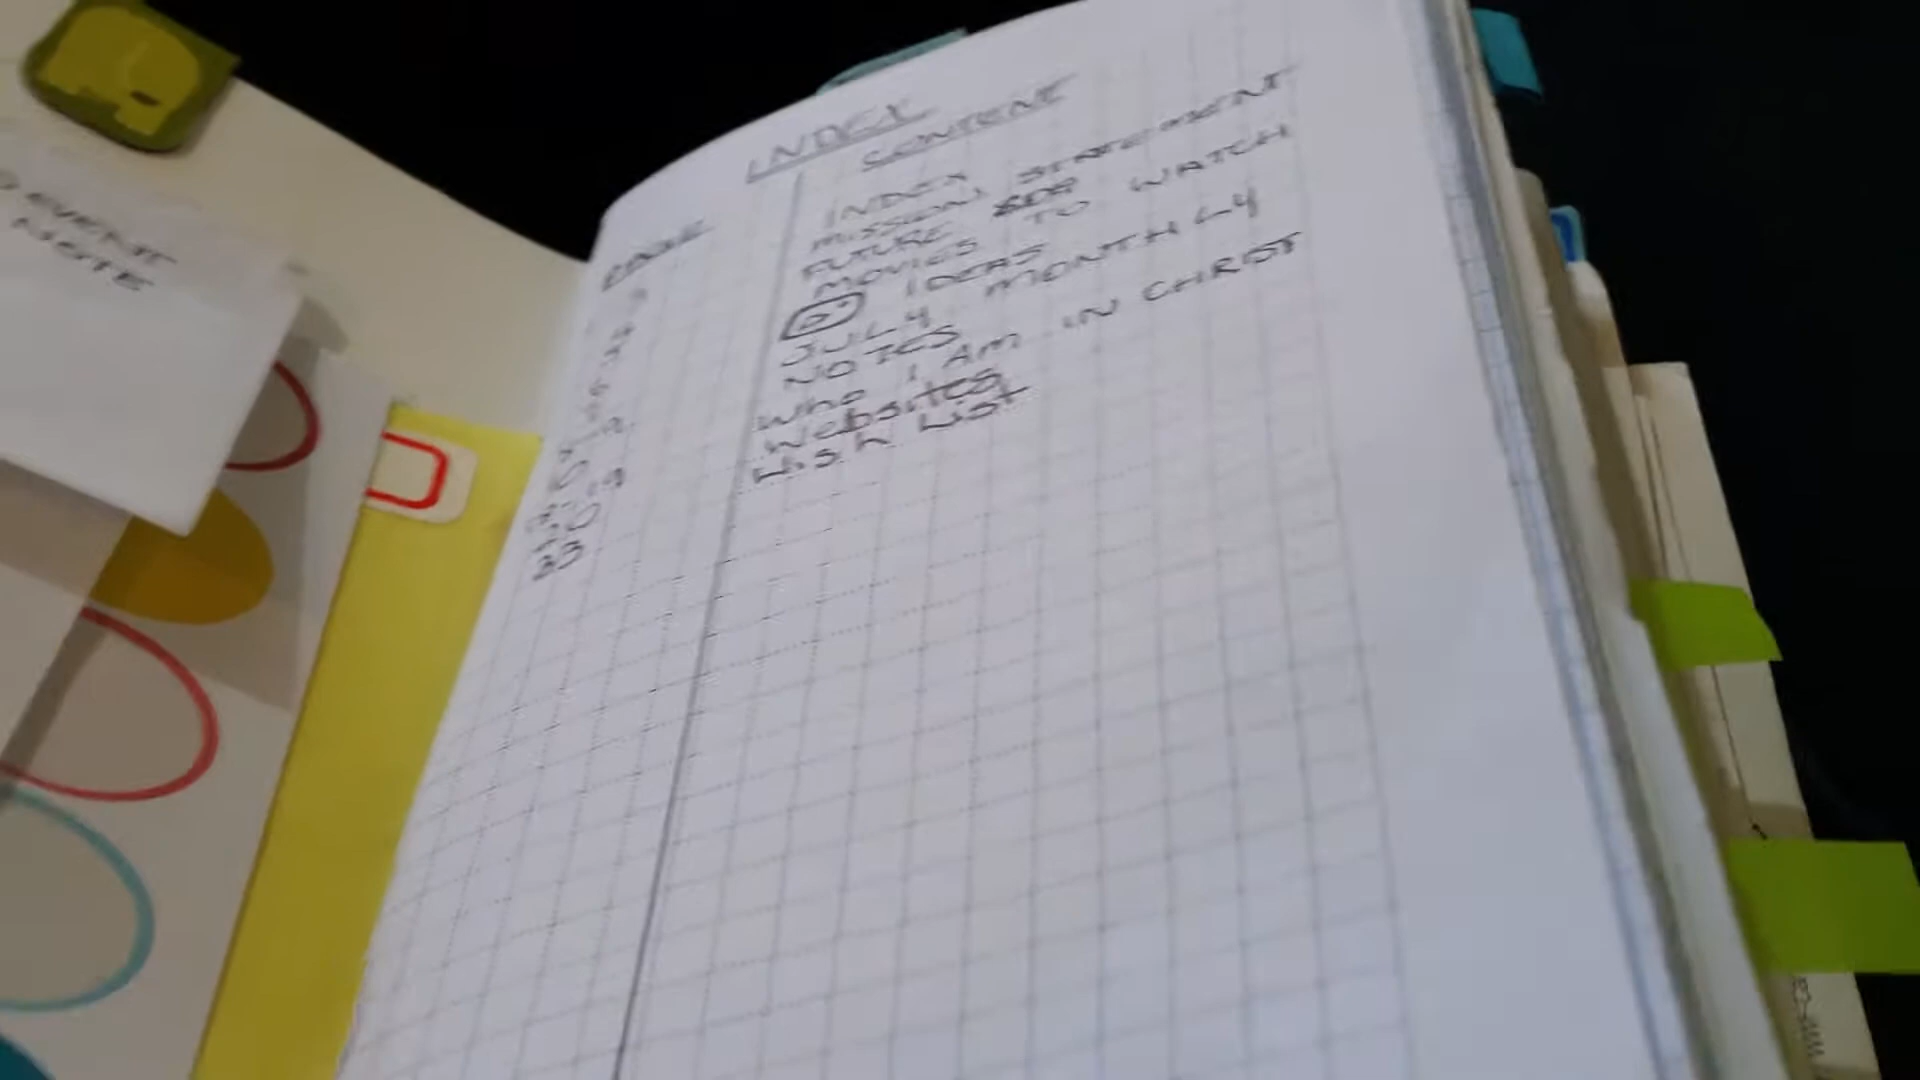 EVENT
NOTE
INDEX
PAGE
CONTENT
INDEX
MISSION STATEMENT
FUTURE
MOVIES TO WATCH
IDEAS
JULY MONTHLY
NOTES
WHO I AM IN CHRIST
Websites
Wish List
33